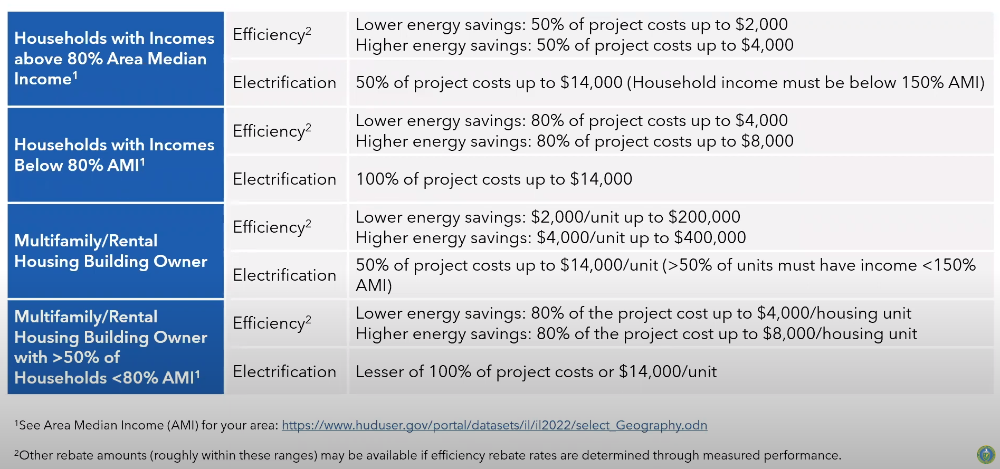 Households with Incomes
above 80% Area Median
Income¹
Efficiency²
Lower energy savings: 50% of project costs up to $2,000
Higher energy savings: 50% of project costs up to $4,000
Electrification
50% of project costs up to $14,000 (Household income must be below 150% AMI)
Households with Incomes
Below 80% AMI¹
Efficiency²
Lower energy savings: 80% of project costs up to $4,000
Higher energy savings: 80% of project costs up to $8,000
Electrification
100% of project costs up to $14,000
Multifamily/Rental
Housing Building Owner
Efficiency²
Lower energy savings: $2,000/unit up to $200,000
Higher energy savings: $4,000/unit up to $400,000
Electrification
50% of project costs up to $14,000/unit (>50% of units must have income <150%
AMI)
Multifamily/Rental
Housing Building Owner
with >50% of
Households <80% AMI¹
Efficiency²
Lower energy savings: 80% of the project cost up to $4,000/housing unit
Higher energy savings: 80% of the project cost up to $8,000/housing unit
Electrification
Lesser of 100% of project costs or $14,000/unit
¹See Area Median Income (AMI) for your area: https://www.huduser.gov/portal/datasets/il/il2022/select_Geography.odn
²Other rebate amounts (roughly within these ranges) may be available if efficiency rebate rates are determined through measured performance.